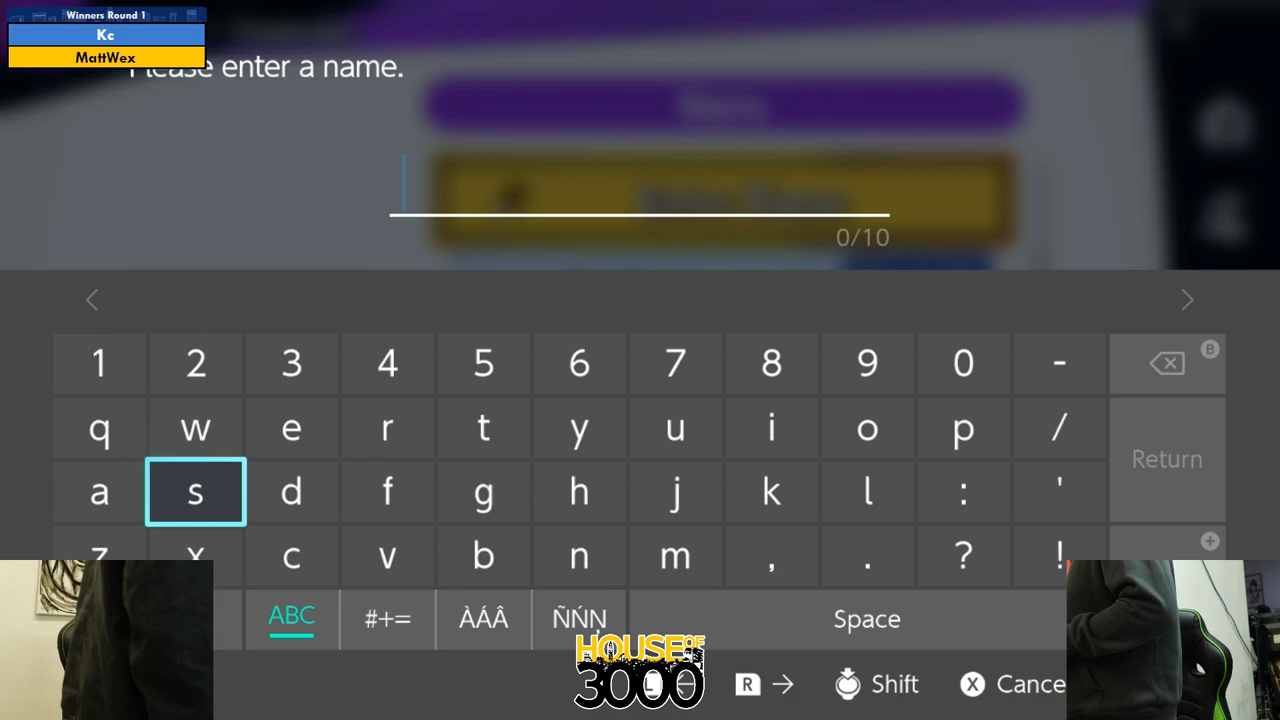 Winners Round 1
Kc
MattWex
Please enter a name.
0/10
1 2 3 4 5 6 7 8 9 0 -
B
q w e r t y u i o p /
Return
a s d f g h j k l : '
z x c v b n m , . ? !
ABC #+= ÀÁÂ ÑŃŅ Space
HOUSE OF
3000
L
R → Shift X Cance